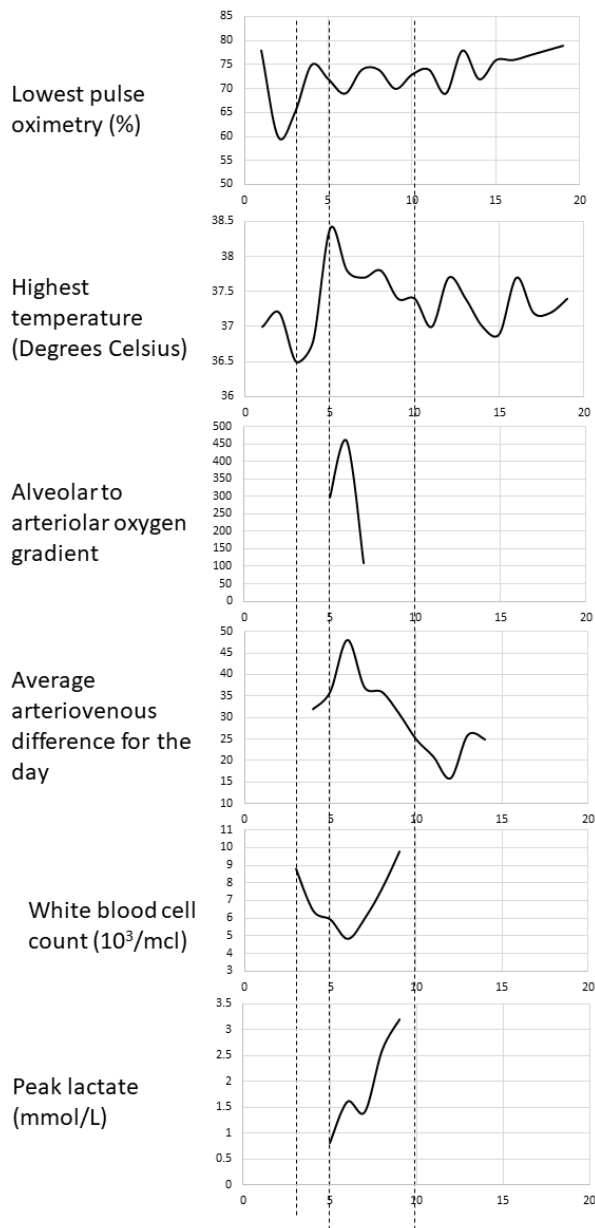 Lowest pulse
oximetry (%)
85
80
75
70
65
60
55
50
0 5 10 15 20
Highest
temperature
(Degrees Celsius)
38.5
38
37.5
37
36.5
36
0 5 10 15 20
Alveolar to
arteriolar oxygen
gradient
500
450
400
350
300
250
200
150
100
50
0
0 5 10 15 20
Average
arteriovenous
difference for the
day
50
45
40
35
30
25
20
15
10
0 5 10 15 20
White blood cell
count (10³/mcl)
11
10
9
8
7
6
5
4
3
0 5 10 15 20
Peak lactate
(mmol/L)
3.5
3
2.5
2
1.5
1
0.5
0
0 5 10 15 20